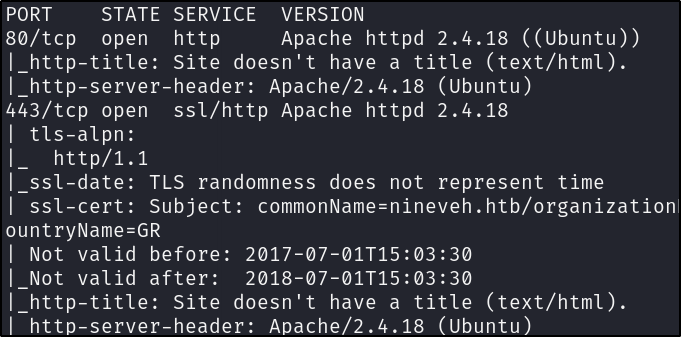 PORT    STATE SERVICE  VERSION
80/tcp  open  http     Apache httpd 2.4.18 ((Ubuntu))
|_http-title: Site doesn't have a title (text/html).
|_http-server-header: Apache/2.4.18 (Ubuntu)
443/tcp open  ssl/http Apache httpd 2.4.18
| tls-alpn:
|_  http/1.1
|_ssl-date: TLS randomness does not represent time
| ssl-cert: Subject: commonName=nineveh.htb/organization
ountryName=GR
| Not valid before: 2017-07-01T15:03:30
|_Not valid after:  2018-07-01T15:03:30
|_http-title: Site doesn't have a title (text/html).
|_http-server-header: Apache/2.4.18 (Ubuntu)